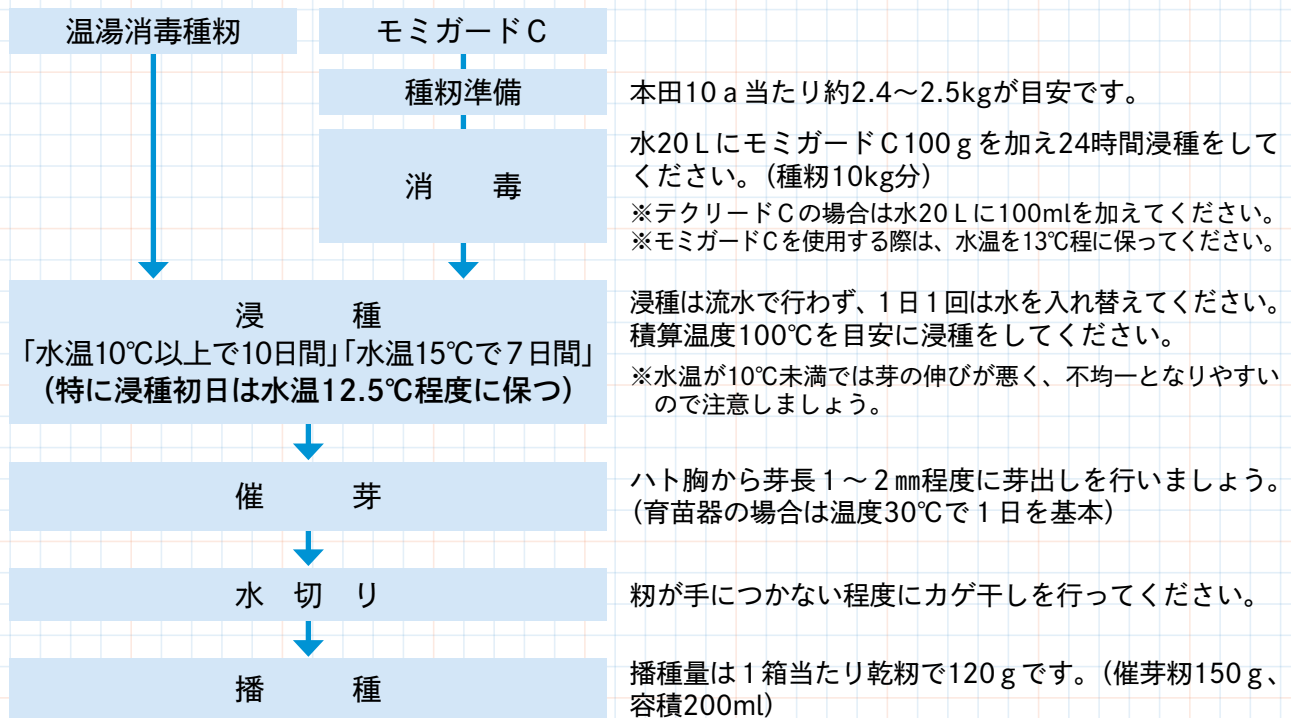 温湯消毒種籾
モミガードC
種籾準備
本田10a当たり約2.4～2.5kgが目安です。
消　毒
水20LにモミガードC100gを加え24時間浸種をして
ください。（種籾10kg分）
※テクリードCの場合は水20Lに100mlを加えてください。
※モミガードCを使用する際は、水温を13℃程に保ってください。
浸　種
「水温10℃以上で10日間」「水温15℃で7日間」
（特に浸種初日は水温12.5℃程度に保つ）
浸種は流水で行わず、1日1回は水を入れ替えてください。
積算温度100℃を目安に浸種をしてください。
※水温が10℃未満では芽の伸びが悪く、不均一となりやすい
ので注意しましょう。
催　芽
ハト胸から芽長1～2㎜程度に芽出しを行いましょう。
（育苗器の場合は温度30℃で1日を基本）
水　切　り
籾が手につかない程度にカゲ干しを行ってください。
播　種
播種量は1箱当たり乾籾で120gです。（催芽籾150g、
容積200ml）